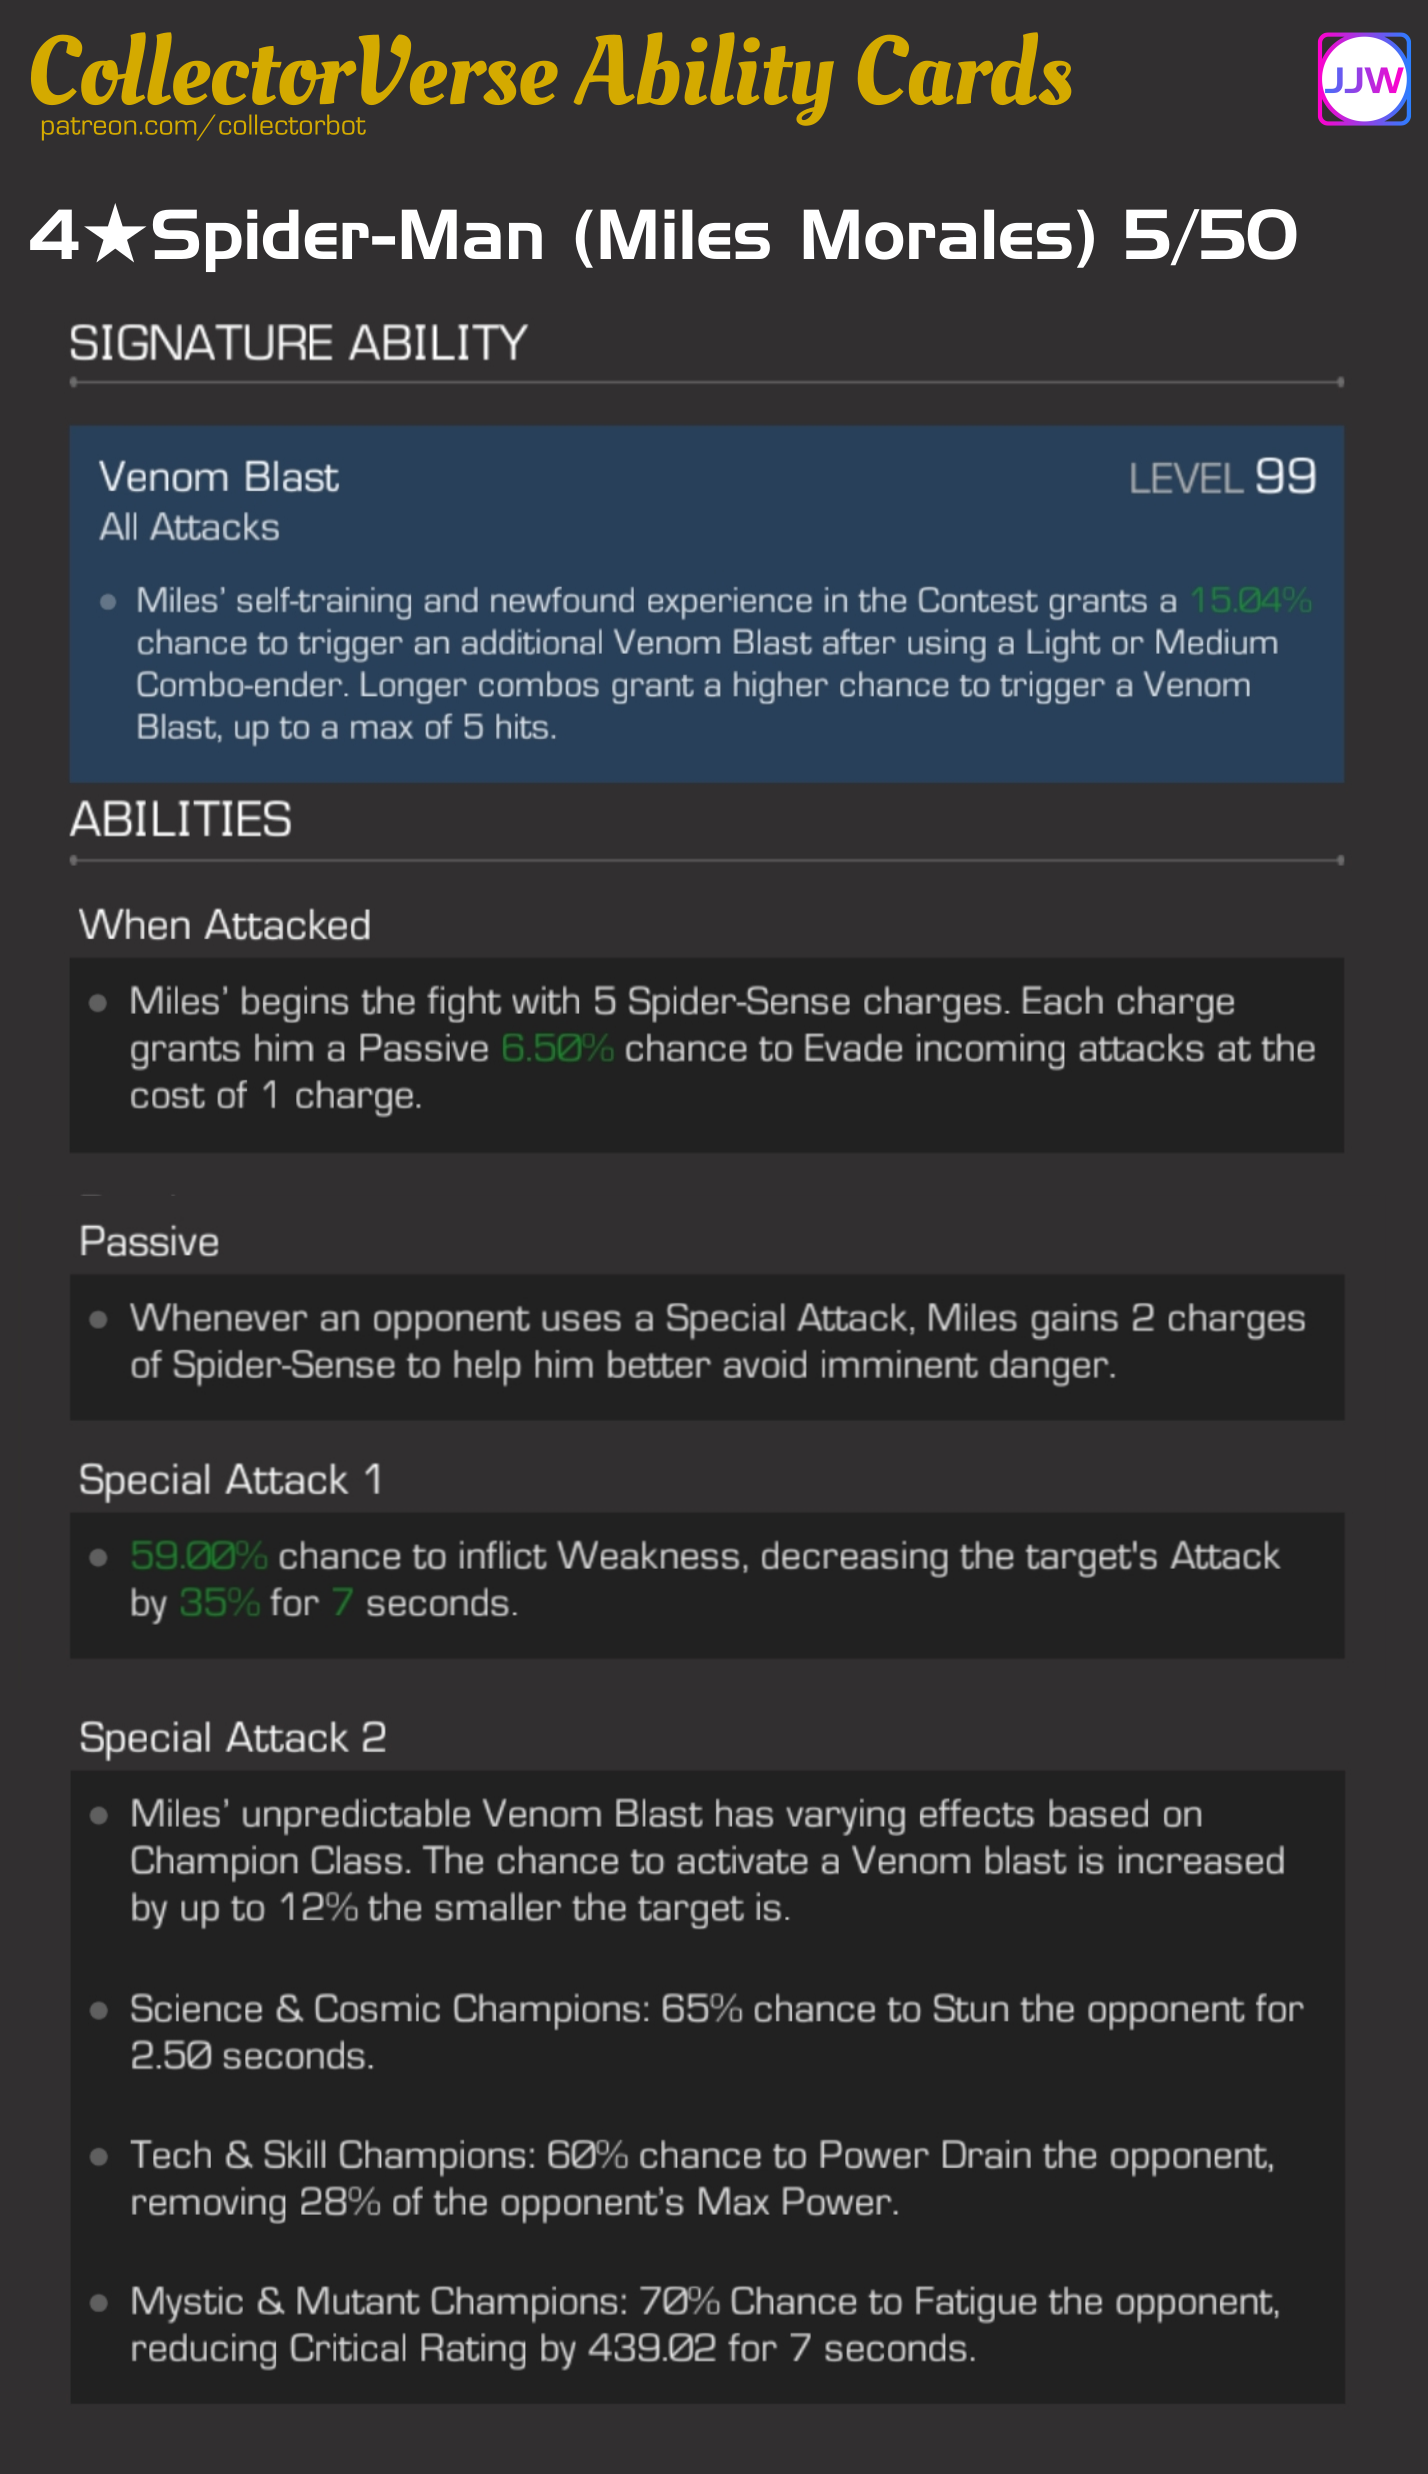 CollectorVerse Ability Cards
JJW
patreon.com/collectorbot
4★Spider-Man (Miles Morales) 5/50
SIGNATURE ABILITY
Venom Blast LEVEL 99
All Attacks
Miles’ self-training and newfound experience in the Contest grants a 15.04%
chance to trigger an additional Venom Blast after using a Light or Medium
Combo-ender. Longer combos grant a higher chance to trigger a Venom
Blast, up to a max of 5 hits.
ABILITIES
When Attacked
Miles’ begins the fight with 5 Spider-Sense charges. Each charge
grants him a Passive 6.50% chance to Evade incoming attacks at the
cost of 1 charge.
Passive
Whenever an opponent uses a Special Attack, Miles gains 2 charges
of Spider-Sense to help him better avoid imminent danger.
Special Attack 1
59.00% chance to inflict Weakness, decreasing the target's Attack
by 35% for 7 seconds.
Special Attack 2
Miles’ unpredictable Venom Blast has varying effects based on
Champion Class. The chance to activate a Venom blast is increased
by up to 12% the smaller the target is.
Science & Cosmic Champions: 65% chance to Stun the opponent for
2.50 seconds.
Tech & Skill Champions: 60% chance to Power Drain the opponent,
removing 28% of the opponent’s Max Power.
Mystic & Mutant Champions: 70% Chance to Fatigue the opponent,
reducing Critical Rating by 439.02 for 7 seconds.